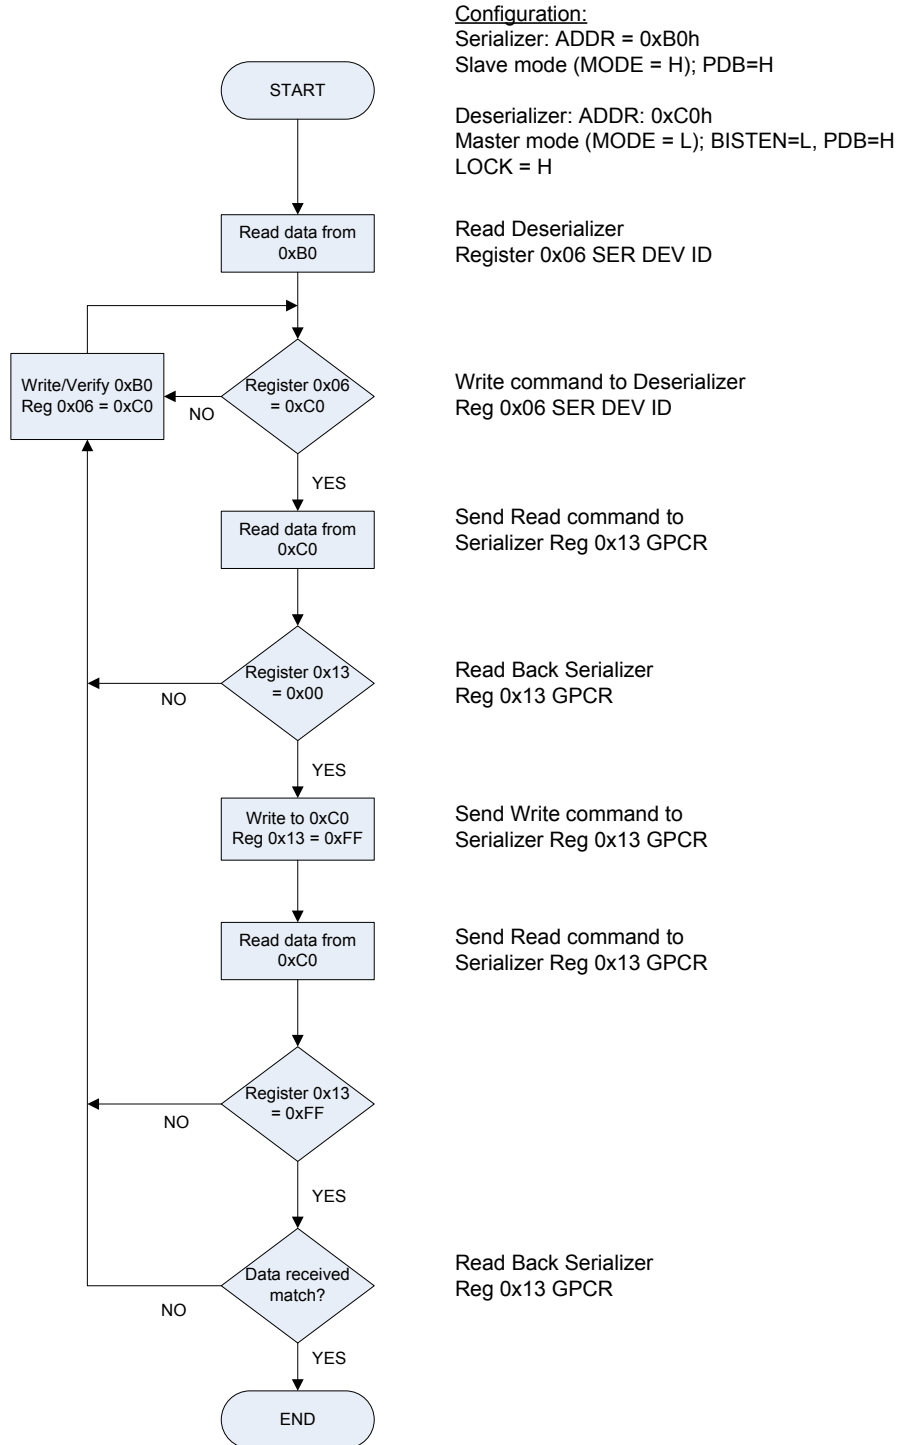 Configuration:
Serializer: ADDR = 0xB0h
Slave mode (MODE = H); PDB=H
Deserializer: ADDR: 0xC0h
Master mode (MODE = L); BISTEN=L, PDB=H
LOCK = H
START
Read data from
0xB0
Read Deserializer
Register 0x06 SER DEV ID
Write/Verify 0xB0
Reg 0x06 = 0xC0
NO
Register 0x06
= 0xC0
Write command to Deserializer
Reg 0x06 SER DEV ID
YES
Read data from
0xC0
Send Read command to
Serializer Reg 0x13 GPCR
Register 0x13
= 0x00
NO
Read Back Serializer
Reg 0x13 GPCR
YES
Write to 0xC0
Reg 0x13 = 0xFF
Send Write command to
Serializer Reg 0x13 GPCR
Read data from
0xC0
Send Read command to
Serializer Reg 0x13 GPCR
Register 0x13
= 0xFF
NO
YES
Data received
match?
NO
Read Back Serializer
Reg 0x13 GPCR
YES
END